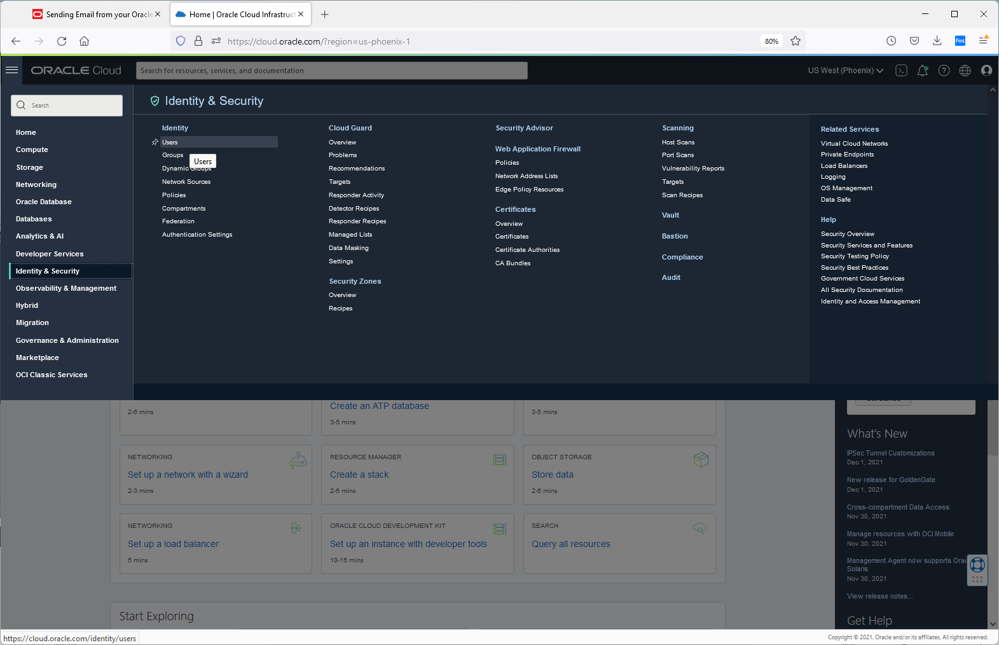 Sending Email from your Oracle
Home | Oracle Cloud Infrastruct
https://cloud.oracle.com/?region=us-phoenix-1
80%
fos
ORACLE Cloud
Search for resources, services, and documentation
US West (Phoenix)
Search
Home
Compute
Storage
Networking
Oracle Database
Databases
Analytics & AI
Developer Services
Identity & Security
Observability & Management
Hybrid
Migration
Governance & Administration
Marketplace
OCI Classic Services
Identity & Security
Identity
Users
Groups
Users
Dynamic Groups
Network Sources
Policies
Compartments
Federation
Authentication Settings
Cloud Guard
Overview
Problems
Recommendations
Targets
Responder Activity
Detector Recipes
Responder Recipes
Managed Lists
Data Masking
Settings
Security Zones
Overview
Recipes
Security Advisor
Web Application Firewall
Policies
Network Address Lists
Edge Policy Resources
Certificates
Overview
Certificates
Certificate Authorities
CA Bundles
Scanning
Host Scans
Port Scans
Vulnerability Reports
Targets
Scan Recipes
Vault
Bastion
Compliance
Audit
Related Services
Virtual Cloud Networks
Private Endpoints
Load Balancers
Logging
OS Management
Data Safe
Help
Security Overview
Security Services and Features
Security Testing Policy
Security Best Practices
Government Cloud Services
All Security Documentation
Identity and Access Management
2-6 mins
Create an ATP database
3-5 mins
3-5 mins
NETWORKING
Set up a network with a wizard
2-3 mins
RESOURCE MANAGER
Create a stack
2-6 mins
OBJECT STORAGE
Store data
2-6 mins
NETWORKING
Set up a load balancer
5 mins
ORACLE CLOUD DEVELOPMENT KIT
Set up an instance with developer tools
10-15 mins
SEARCH
Query all resources
Start Exploring
What's New
IPSec Tunnel Customizations
Dec 1, 2021
New release for GoldenGate
Dec 1, 2021
Cross-compartment Data Access
Nov 30, 2021
Manage resources with OCI Mobile
Nov 30, 2021
Management Agent now supports Orac
Solaris
Nov 30, 2021
View release notes...
Get Help
https://cloud.oracle.com/identity/users
Copyright © 2021, Oracle and/or its affiliates. All rights reserved.